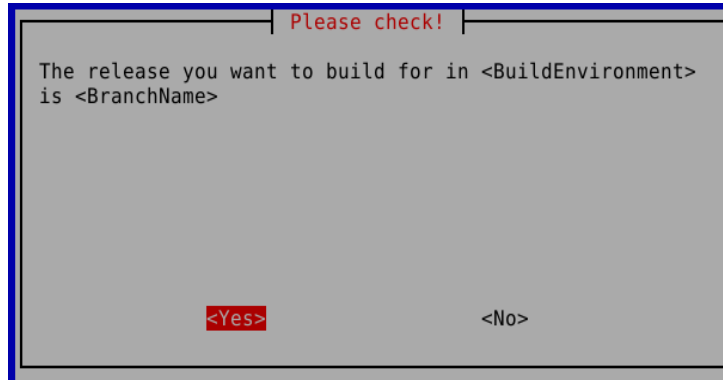 Please check!
The release you want to build for in <BuildEnvironment>
is <BranchName>
<Yes> <No>